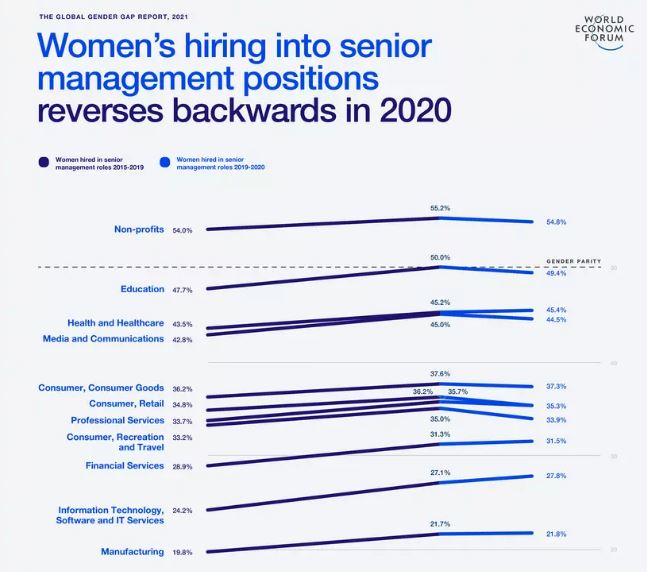 THE GLOBAL GENDER GAP REPORT, 2021
WORLD
ECONOMIC
FORUM
Women's hiring into senior
management positions
reverses backwards in 2020
Women hired in senior
management roles 2015-2019
Women hired in senior
management roles 2019-2020
55.2%
Non-profits 54.0%
54.8%
50.0%
GENDER PARITY
50
49.4%
Education 47.7%
45.2%
45.4%
Health and Healthcare 43.5%
44.5%
45.0%
Media and Communications 42.8%
40
37.6%
Consumer, Consumer Goods 36.2%
37.3%
36.2% 35.7%
Consumer, Retail 34.8%
35.3%
Professional Services 33.7%
35.0%
33.9%
Consumer, Recreation 33.2%
and Travel
31.3%
31.5%
30
Financial Services 28.9%
27.1%
27.8%
Information Technology, 24.2%
Software and IT Services
21.7%
21.8%
Manufacturing 19.8%
20